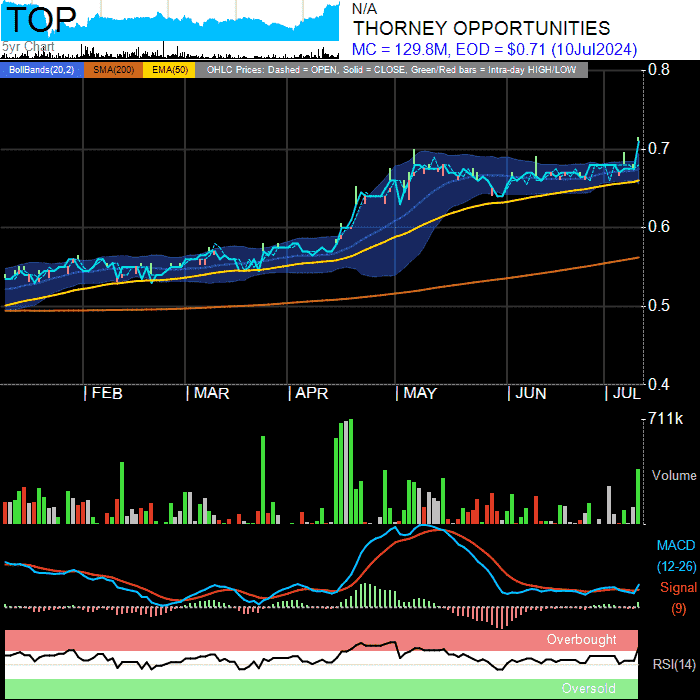 TOP
5yr Chart
N/A
THORNEY OPPORTUNITIES
MC = 129.8M, EOD = $0.71 (10Jul2024)
BollBands(20,2) SMA(200) EMA(50) OHLC Prices: Dashed = OPEN, Solid = CLOSE, Green/Red bars = Intra-day HIGH/LOW
0.8
0.7
0.6
0.5
0.4
FEB MAR APR MAY JUN JUL
711k
Volume
MACD
(12-26)
Signal
(9)
Overbought
RSI(14)
Oversold